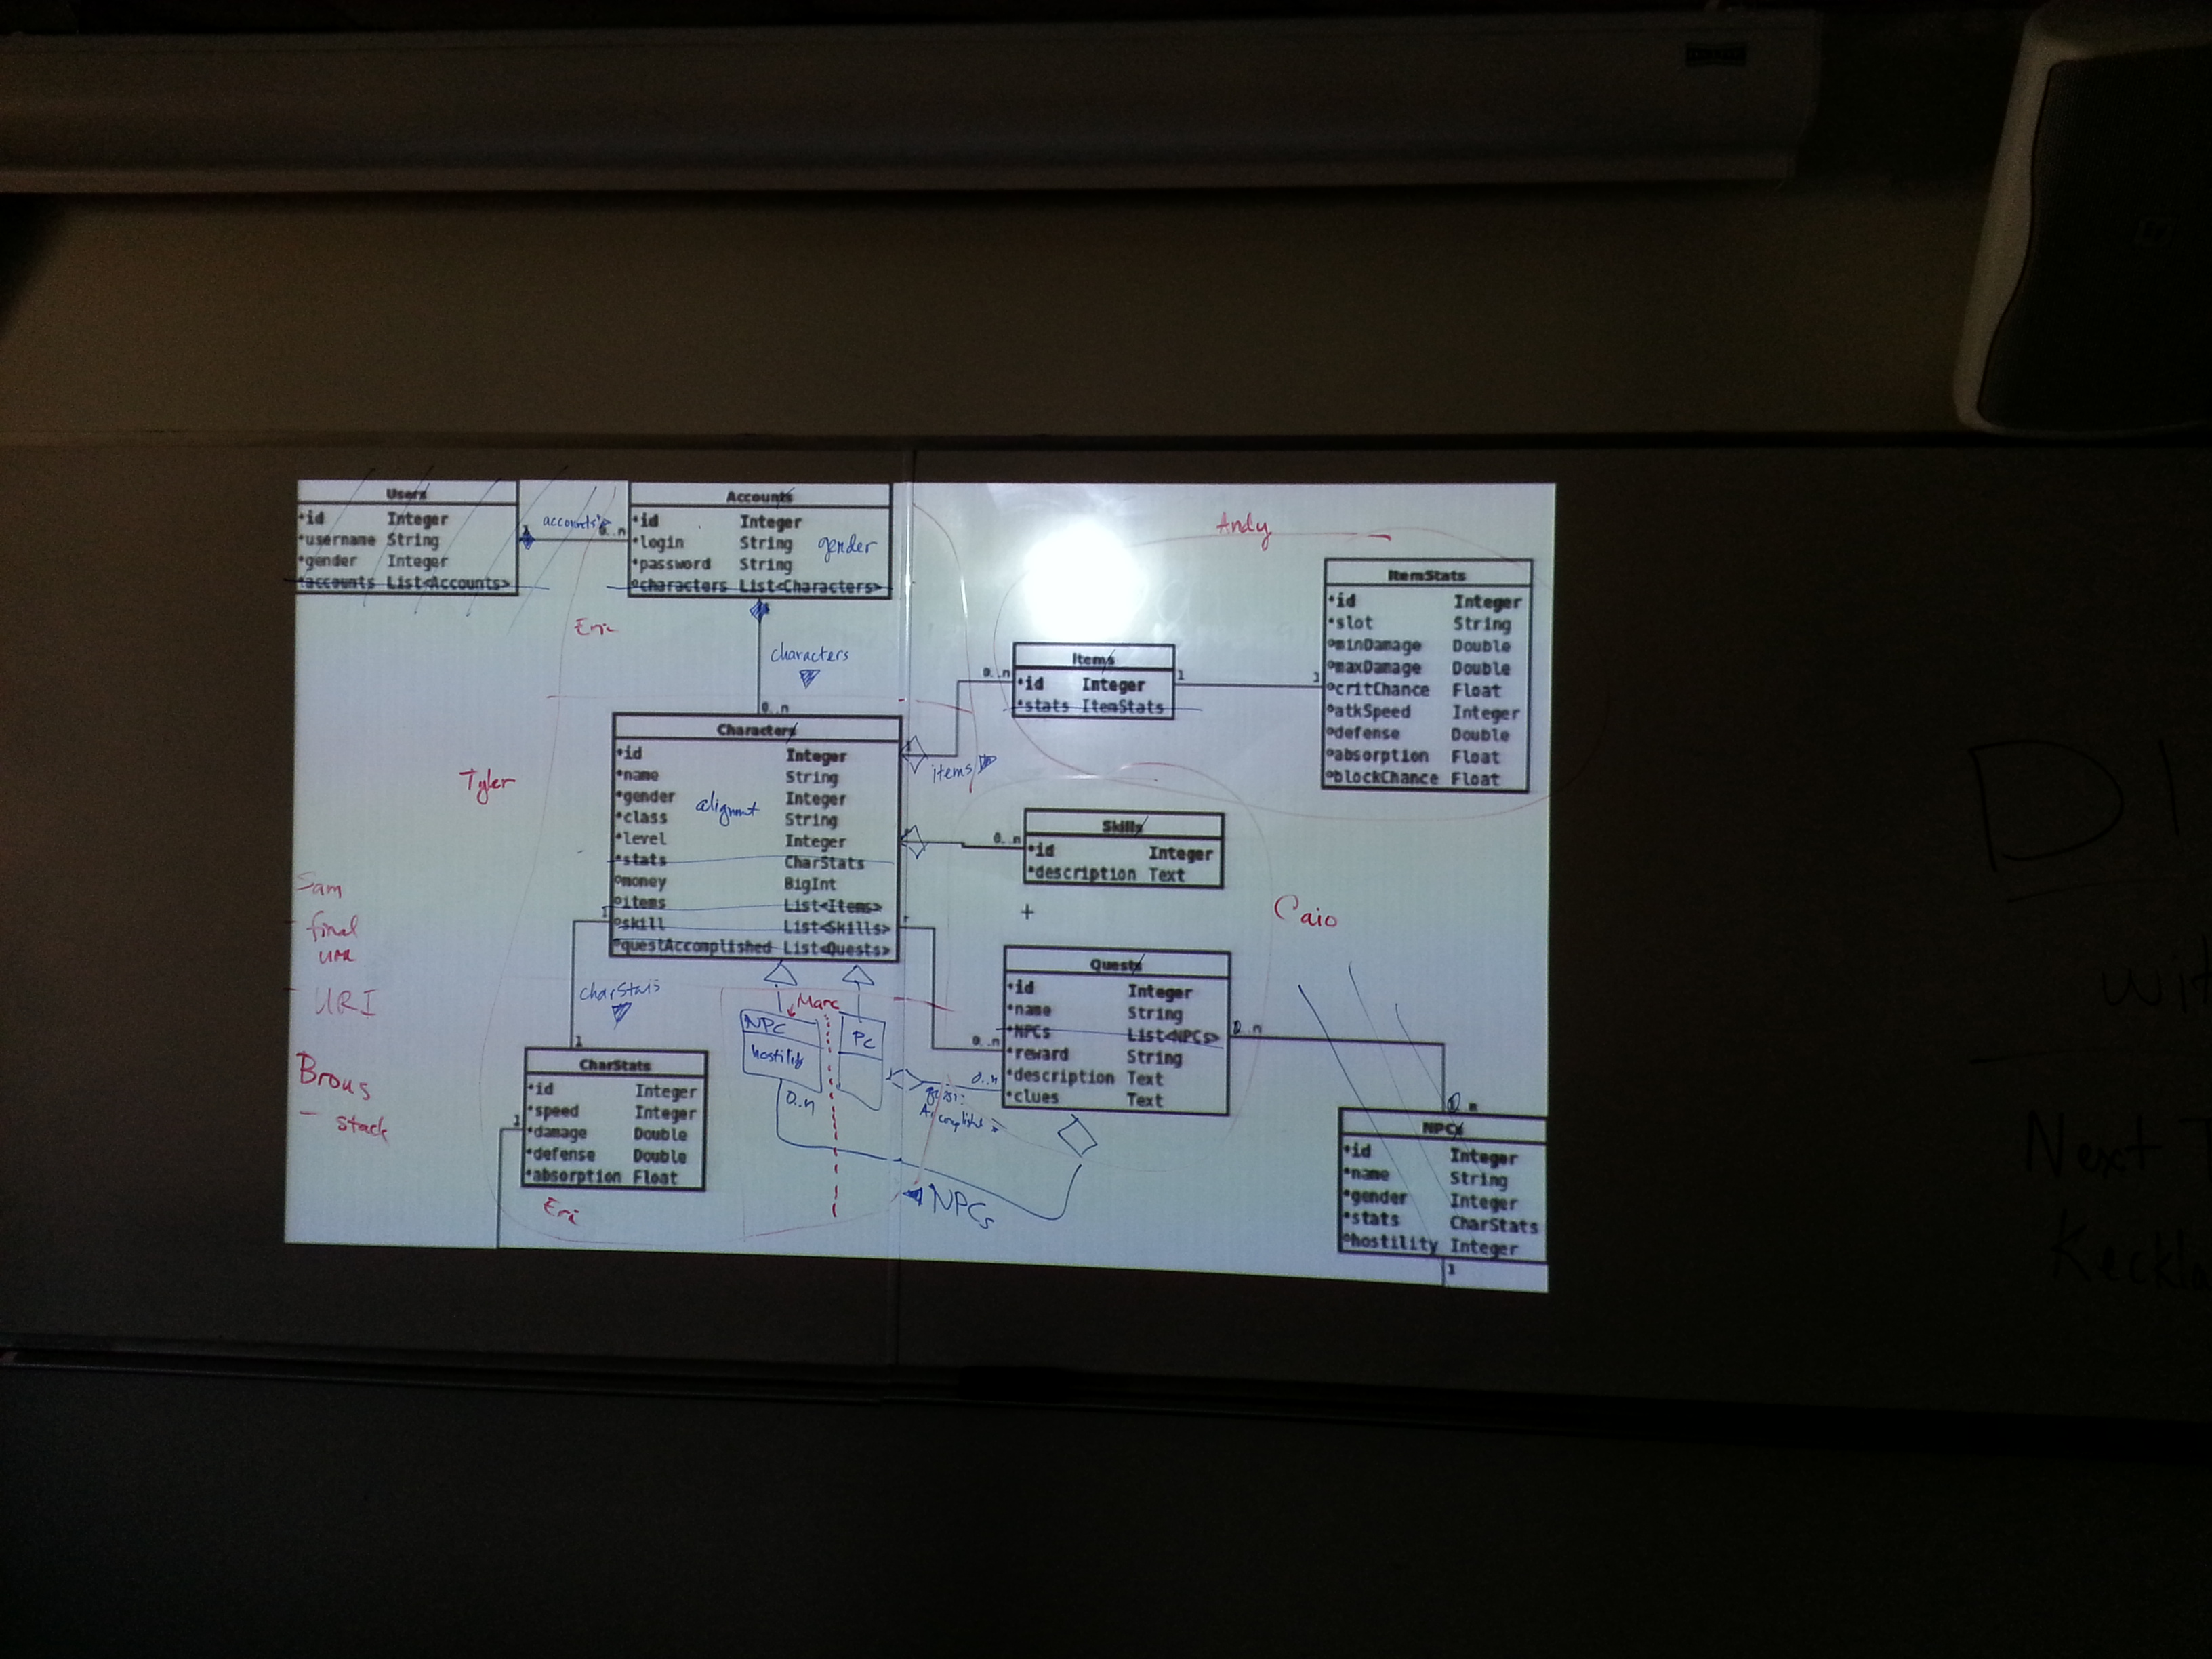 Users
*id Integer
*username String
*gender Integer
*accounts List<Accounts>
1
accounts
0..n
Accounts
*id Integer
*login String
gender
*password String
characters List<Characters>
Eric
characters
0..n
Andy
ItemStats
*id Integer
*slot String
minDamage Double
maxDamage Double
critChance Float
atkSpeed Integer
defense Double
absorption Float
blockChance Float
Items
*id Integer
*stats ItemStats
0..n
1
1
items
Tyler
Characters
*id Integer
*name String
*gender Integer
alignmt
*class String
*level Integer
*stats CharStats
money BigInt
items List<Items>
skill List<Skills>
questAccomplished List<Quests>
1
Skills
*id Integer
*description Text
0..n
+
Caio
Quests
*id Integer
*name String
*NPCs List<NPCs>
*reward String
*description Text
*clues Text
0..n
0..n
0..n
Sam
- final
UML
- URI
Brous
- stack
charStats
1
CharStats
*id Integer
*speed Integer
*damage Double
*defense Double
*absorption Float
1
Eri
Marc
NPC
hostility
PC
0..n
NPCs
NPCs
*id Integer
*name String
*gender Integer
*stats CharStats
hostility Integer
1
Next